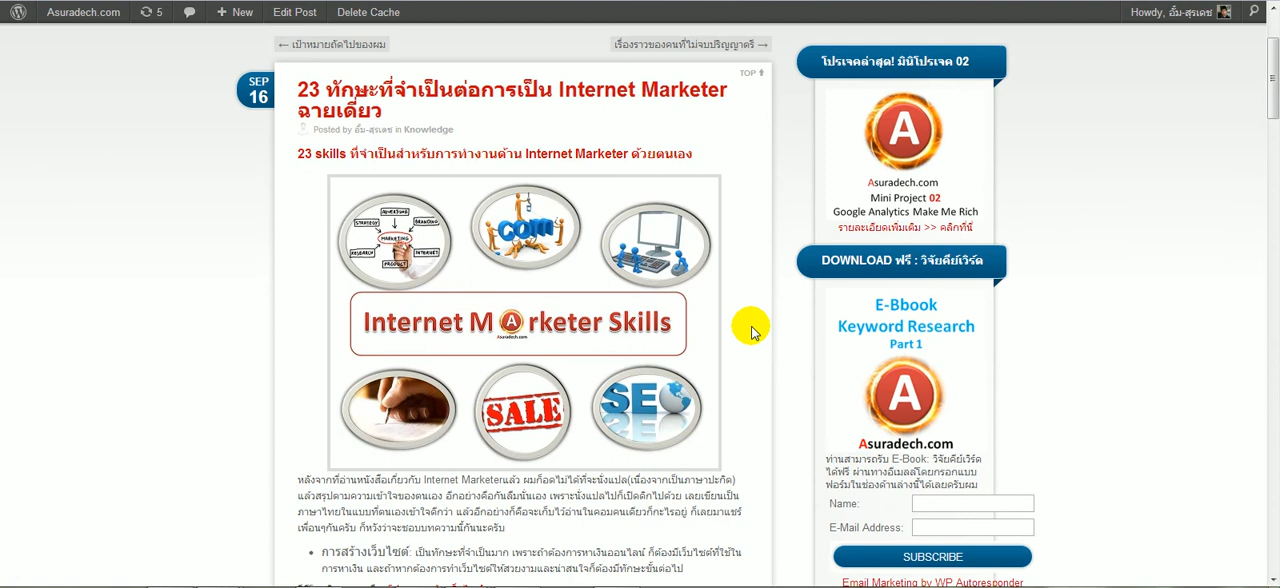 Asuradech.com 5 New Edit Post Delete Cache Howdy, อั้ม-สุรเดช
← เป้าหมายถัดไปของผม เรื่องราวของคนที่ไม่จบปริญญาตรี →
SEP
16
TOP
23 ทักษะที่จำเป็นต่อการเป็น Internet Marketer
ฉายเดี่ยว
Posted by อั้ม-สุรเดช in Knowledge
23 skills ที่จำเป็นสำหรับการทำงานด้าน Internet Marketer ด้วยตนเอง
ADVERTISING
STRATEGY
BRANDING
MARKETING
RESEARCH
INTERNET
PRODUCT
.COM
Internet M A rketer Skills
Asuradech.com
SALE
SEO
หลังจากที่อ่านหนังสือเกี่ยวกับ Internet Marketerแล้ว ผมก็อดไม่ได้ที่จะนั่งแปล(เนื่องจากเป็นภาษาปะกิต)
แล้วสรุปตามความเข้าใจของตนเอง อีกอย่างคือกันลืมนั่นเอง เพราะนั่งแปลไปก็เปิดดิกไปด้วย เลยเขียนเป็น
ภาษาไทยในแบบที่ตนเองเข้าใจดีกว่า แล้วอีกอย่างก็คือจะเก็บไว้อ่านในคอมคนเดียวก็กะไรอยู่ ก็เลยมาแชร์
เพื่อนๆกันครับ ก็หวังว่าจะชอบบทความนี้กันนะครับ
• การสร้างเว็บไซต์: เป็นทักษะที่จำเป็นมาก เพราะถ้าต้องการหาเงินออนไลน์ ก็ต้องมีเว็บไซต์ที่ใช้ใน
การหาเงิน และถ้าหากต้องการทำเว็บไซต์ให้สวยงามและน่าสนใจก็ต้องมีทักษะขั้นต่อไป
โปรเจคล่าสุด! มินิโปรเจค 02
A
Asuradech.com
Mini Project 02
Google Analytics Make Me Rich
รายละเอียดเพิ่มเติม >> คลิกที่นี่
DOWNLOAD ฟรี : วิจัยคีย์เวิร์ด
E-Bbook
Keyword Research
Part 1
A
Asuradech.com
ท่านสามารถรับ E-Book: วิจัยคีย์เวิร์ด
ได้ฟรี ผ่านทางอีเมลล์โดยกรอกแบบ
ฟอร์มในช่องด้านล่างนี้ได้เลยครับผม
Name:
E-Mail Address:
SUBSCRIBE
Email Marketing by WP Autoresponder